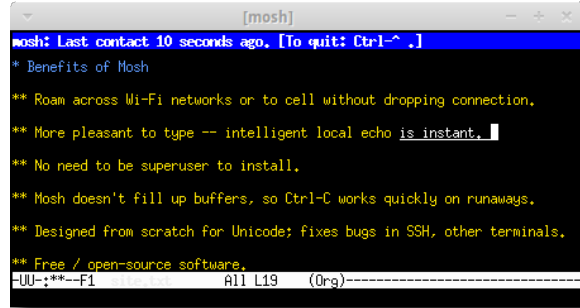 [mosh]
mosh: Last contact 10 seconds ago. [To quit: Ctrl-^ .]
* Benefits of Mosh
** Roam across Wi-Fi networks or to cell without dropping connection.
** More pleasant to type -- intelligent local echo is instant.
** No need to be superuser to install.
** Mosh doesn't fill up buffers, so Ctrl-C works quickly on runaways.
** Designed from scratch for Unicode; fixes bugs in SSH, other terminals.
** Free / open-source software.
-UU-:**--F1 site.txt All L19 (Org)------------------------------